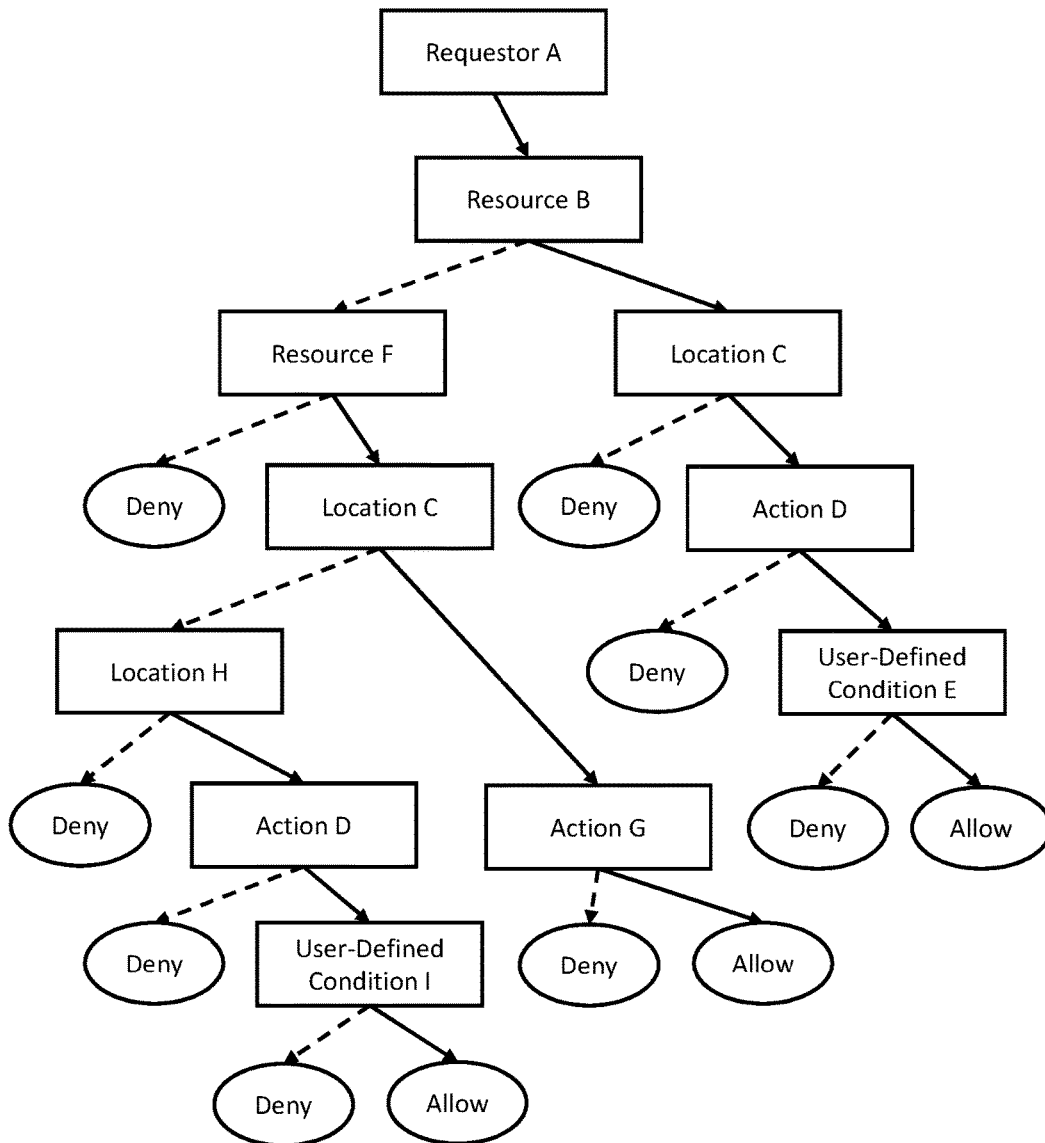 Requestor A
Resource B
Resource F
Location C
Deny
Location C
Deny
Action D
Location H
Deny
User-Defined
Condition E
Deny
Action D
Action G
Deny
Allow
Deny
User-Defined
Condition I
Deny
Allow
Deny
Allow